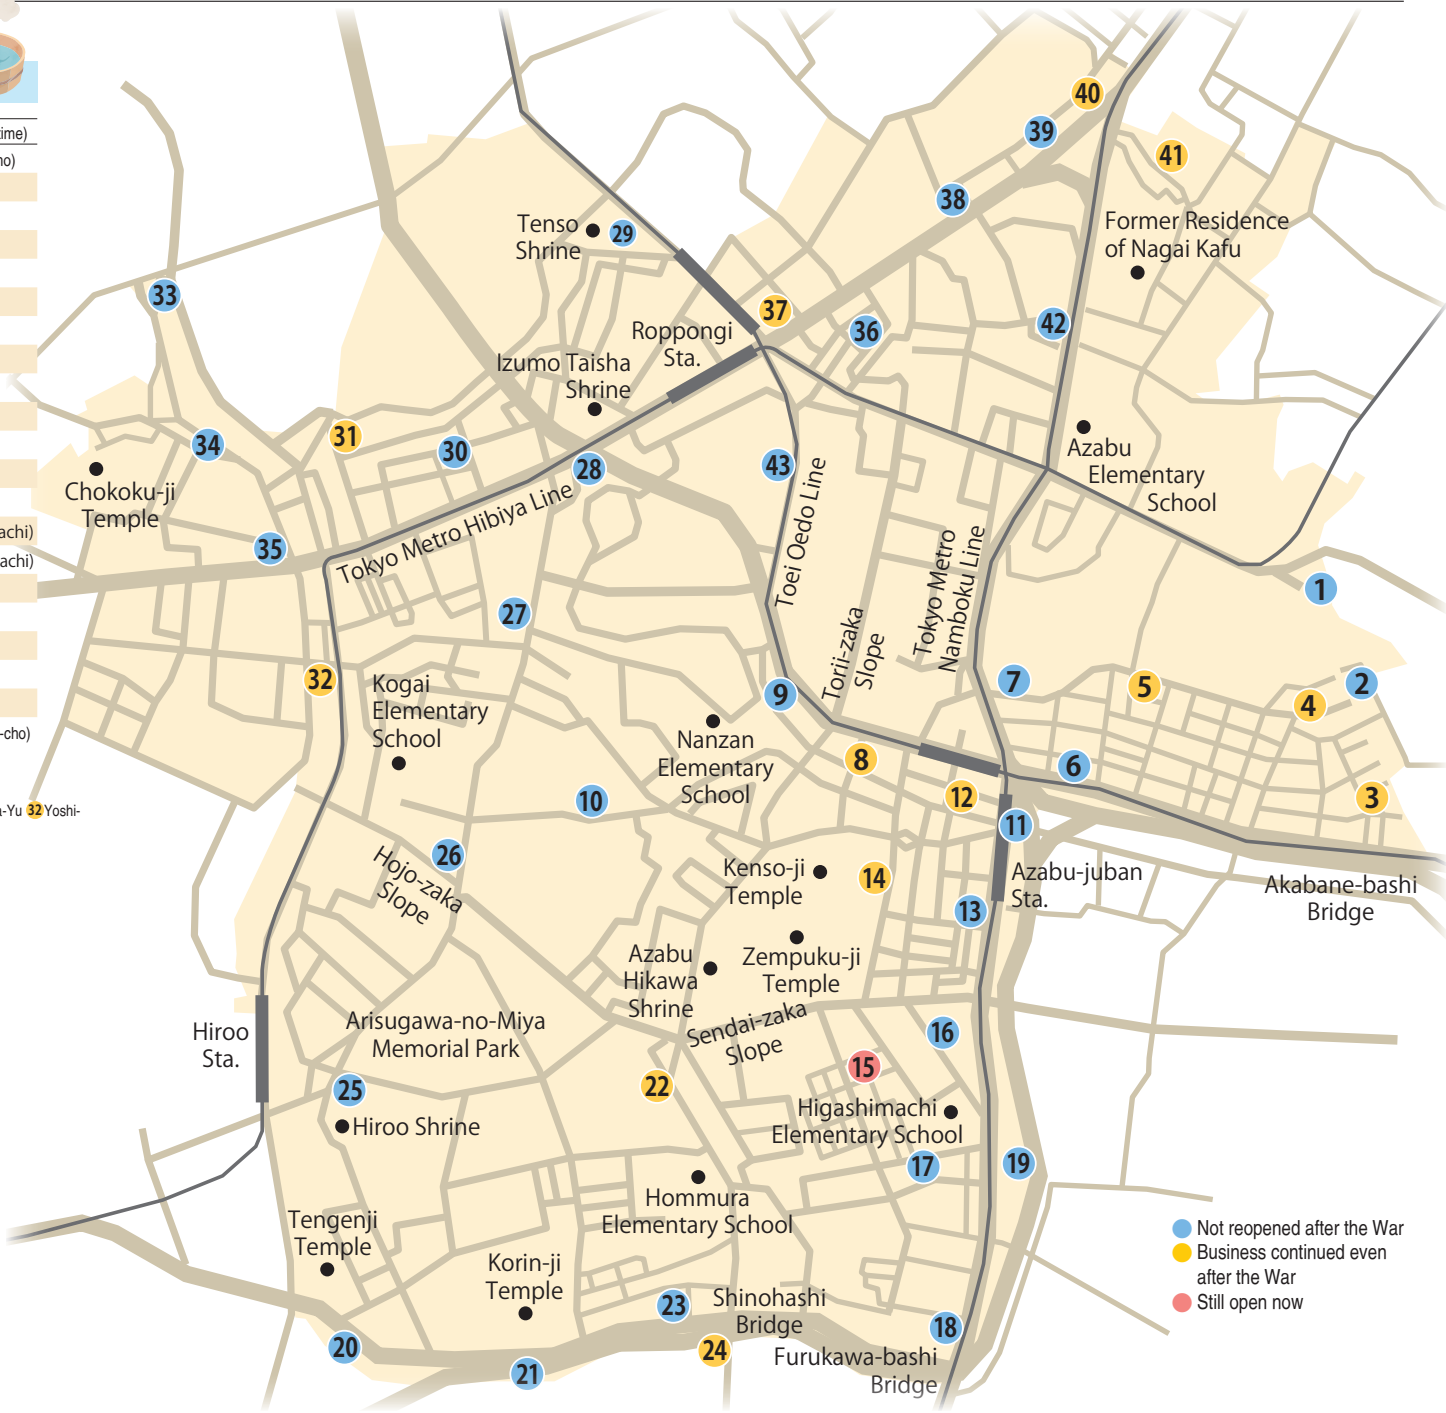 time)
ho)
achi)
achi)
-cho)
a-Yu 32 Yoshi-
40
39
41
38
Former Residence
of Nagai Kafu
Tenso
Shrine
29
33
37
36
42
Roppongi
Sta.
Izumo Taisha
Shrine
31
34
30
28
43
Azabu
Elementary
School
Chokoku-ji
Temple
35
Tokyo Metro Hibiya Line
Toei Oedo Line
Tokyo Metro
Namboku Line
1
27
Torii-zaka
Slope
32
Kogai
Elementary
School
9
7
5
4
2
Nanzan
Elementary
School
8
6
10
12
3
11
26
Hojo-zaka
Slope
Kenso-ji
Temple
14
Azabu-juban
Sta.
Akabane-bashi
Bridge
13
Azabu
Hikawa
Shrine
Zempuku-ji
Temple
Hiroo
Sta.
Arisugawa-no-Miya
Memorial Park
Sendai-zaka
Slope
16
15
25
22
Hiroo Shrine
Higashimachi
Elementary School
17
19
Hommura
Elementary School
Tengenji
Temple
Korin-ji
Temple
23
Shinohashi
Bridge
20
21
24
18
Furukawa-bashi
Bridge
Not reopened after the War
Business continued even
after the War
Still open now